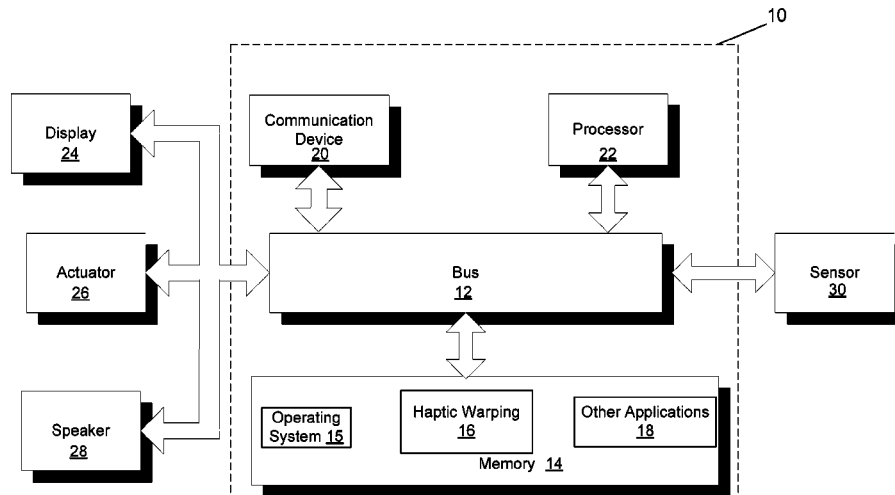 10
Display
24
Communication
Device
20
Processor
22
Actuator
26
Bus
12
Sensor
30
Speaker
28
Operating
System 15
Haptic Warping
16
Other Applications
18
Memory 14